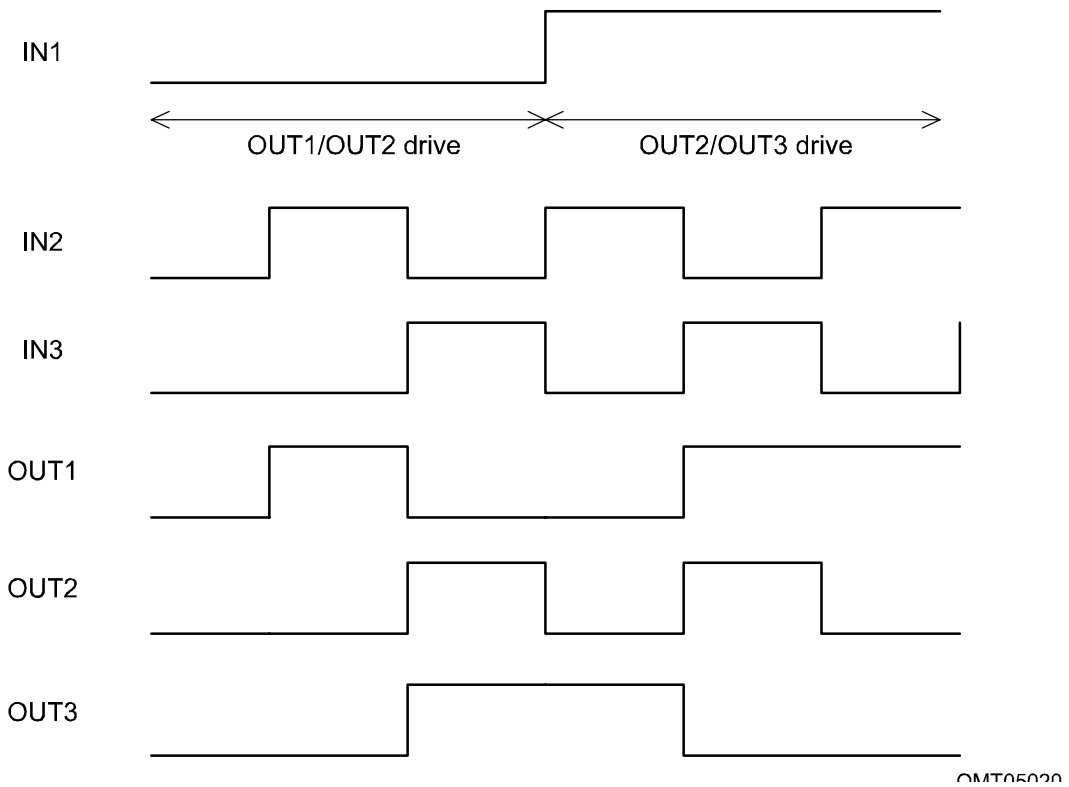 IN1
OUT1/OUT2 drive
OUT2/OUT3 drive
IN2
IN3
OUT1
OUT2
OUT3